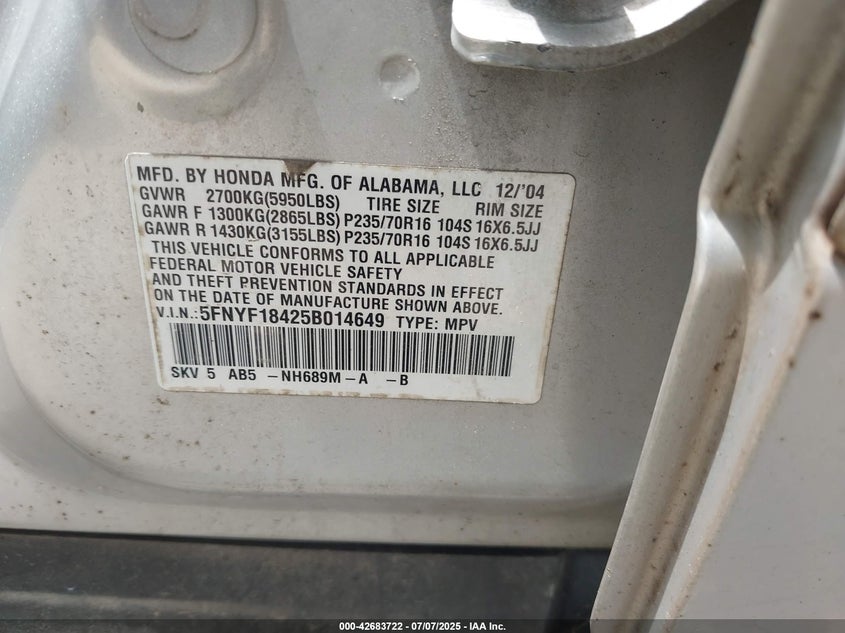 MFD. BY HONDA MFG. OF ALABAMA, LLC 12/'04
GVWR 2700KG(5950LBS) TIRE SIZE RIM SIZE
GAWR F 1300KG(2865LBS) P235/70R16 104S 16X6.5JJ
GAWR R 1430KG(3155LBS) P235/70R16 104S 16X6.5JJ
THIS VEHICLE CONFORMS TO ALL APPLICABLE
FEDERAL MOTOR VEHICLE SAFETY
AND THEFT PREVENTION STANDARDS IN EFFECT
ON THE DATE OF MANUFACTURE SHOWN ABOVE.
V.I.N.:5FNYF18425B014649 TYPE: MPV
SKV 5 AB5 -NH689M-A -B
000-42683722 - 07/07/2025 - IAA Inc.